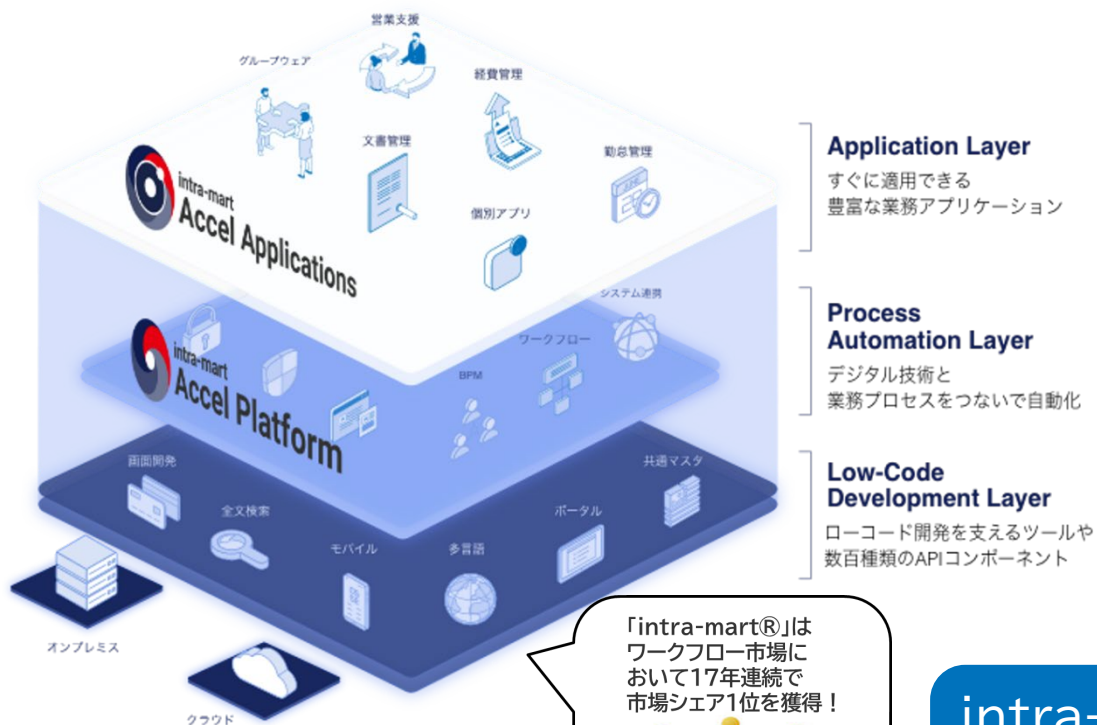 営業支援
グループウェア
経費管理
文書管理
勤怠管理
個別アプリ
intra-mart
Accel Applications
Application Layer
すぐに適用できる
豊富な業務アプリケーション
システム連携
ワークフロー
BPM
intra-mart
Accel Platform
Process
Automation Layer
デジタル技術と
業務プロセスをつないで自動化
画面開発
全文検索
モバイル
多言語
ポータル
共通マスタ
Low-Code
Development Layer
ローコード開発を支えるツールや
数百種類のAPIコンポーネント
オンプレミス
クラウド
「intra-mart®」は
ワークフロー市場に
おいて17年連続で
市場シェア1位を獲得！
intra-